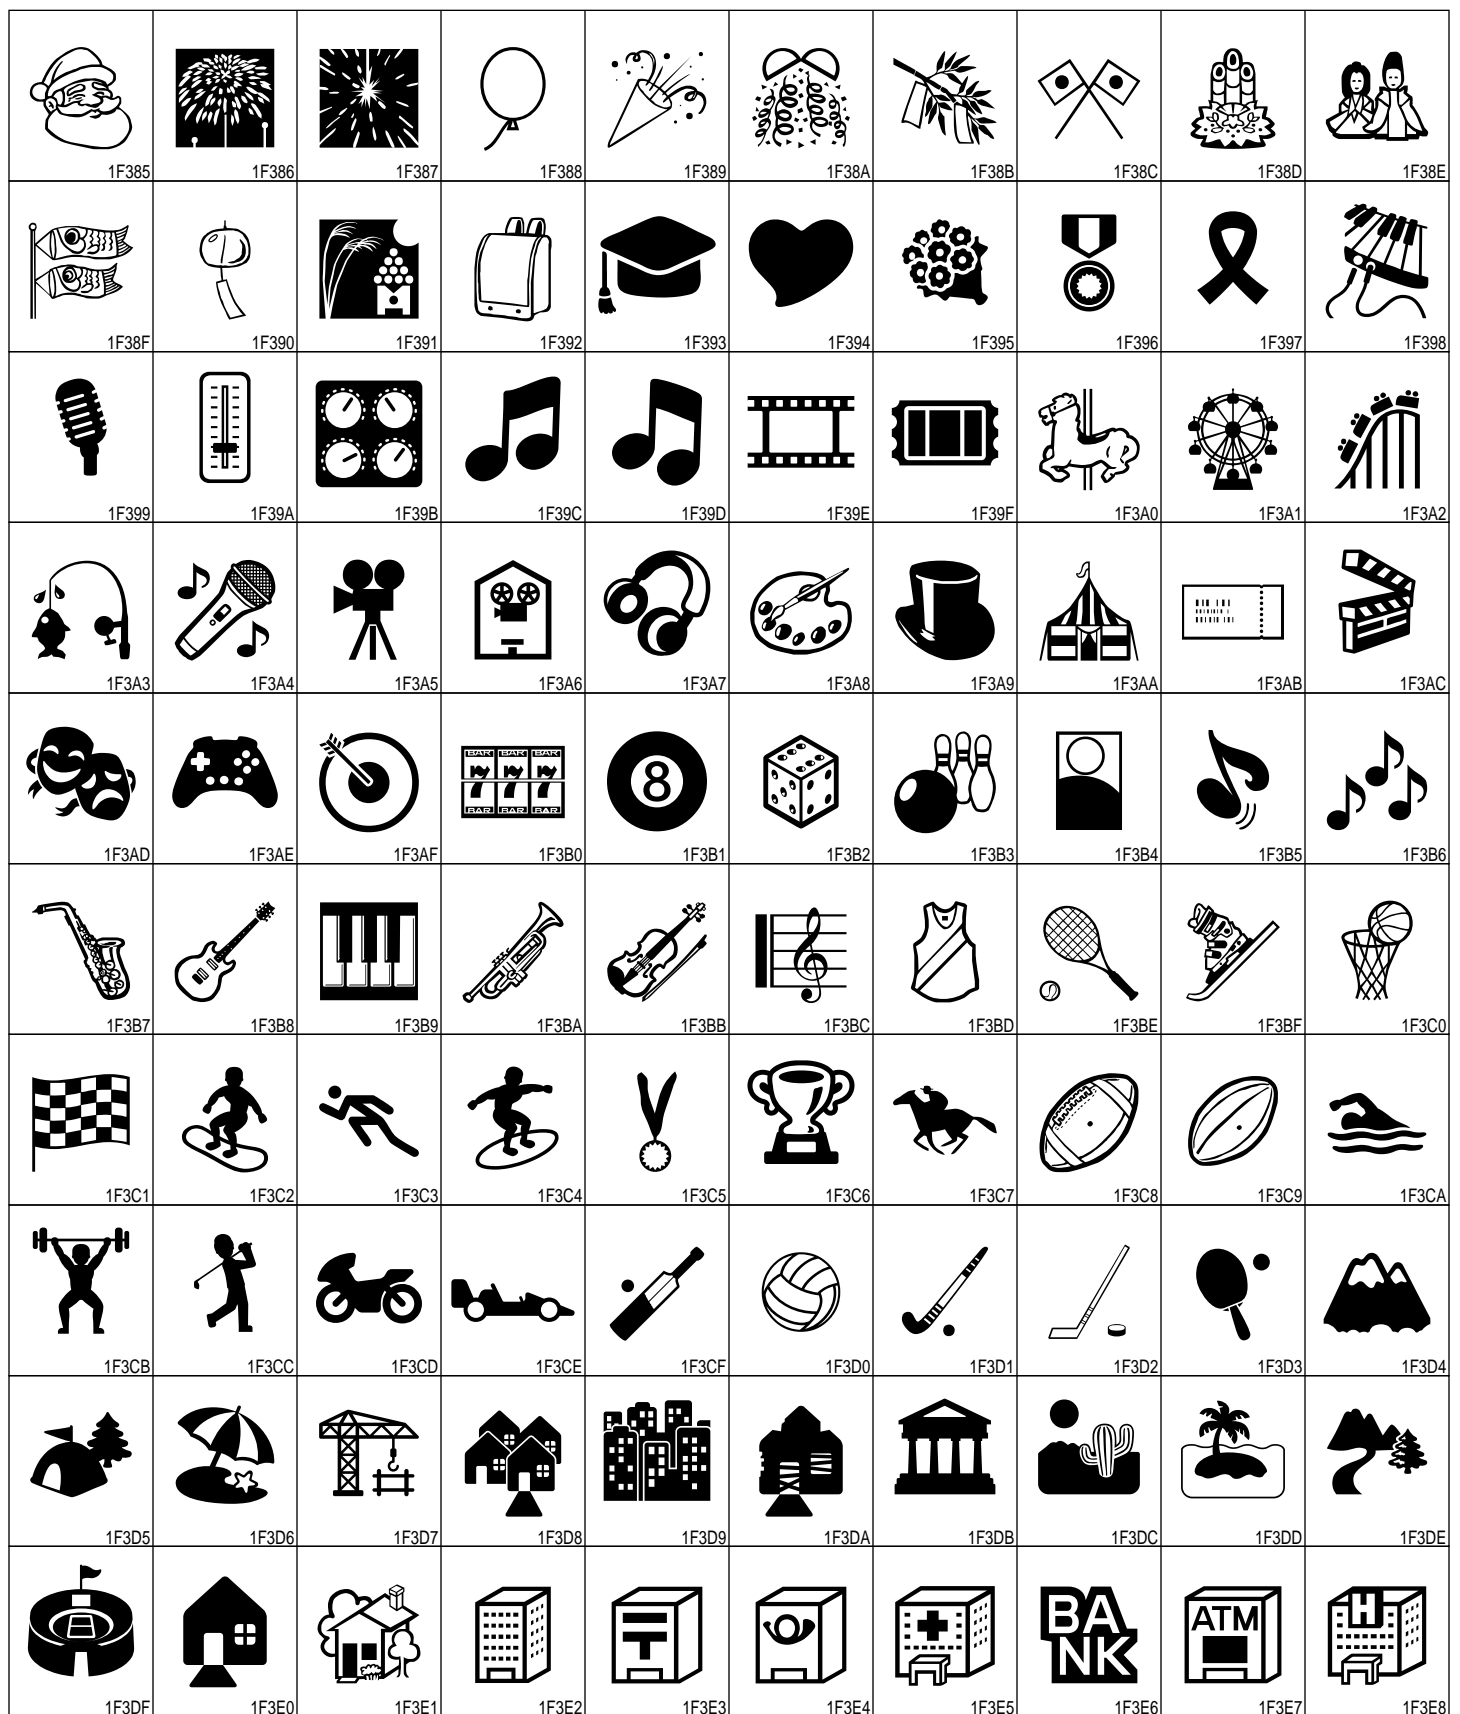 1F385 1F386 1F387 1F388 1F389 1F38A 1F38B 1F38C 1F38D 1F38E
1F38F 1F390 1F391 1F392 1F393 1F394 1F395 1F396 1F397 1F398
1F399 1F39A 1F39B 1F39C 1F39D 1F39E 1F39F 1F3A0 1F3A1 1F3A2
1F3A3 1F3A4 1F3A5 1F3A6 1F3A7 1F3A8 1F3A9 1F3AA 1F3AB 1F3AC
BAR BAR BAR
7 7 7
8
BAR BAR BAR
1F3AD 1F3AE 1F3AF 1F3B0 1F3B1 1F3B2 1F3B3 1F3B4 1F3B5 1F3B6
1F3B7 1F3B8 1F3B9 1F3BA 1F3BB 1F3BC 1F3BD 1F3BE 1F3BF 1F3C0
1F3C1 1F3C2 1F3C3 1F3C4 1F3C5 1F3C6 1F3C7 1F3C8 1F3C9 1F3CA
1F3CB 1F3CC 1F3CD 1F3CE 1F3CF 1F3D0 1F3D1 1F3D2 1F3D3 1F3D4
1F3D5 1F3D6 1F3D7 1F3D8 1F3D9 1F3DA 1F3DB 1F3DC 1F3DD 1F3DE
BA
NK
ATM
H
1F3DF 1F3E0 1F3E1 1F3E2 1F3E3 1F3E4 1F3E5 1F3E6 1F3E7 1F3E8